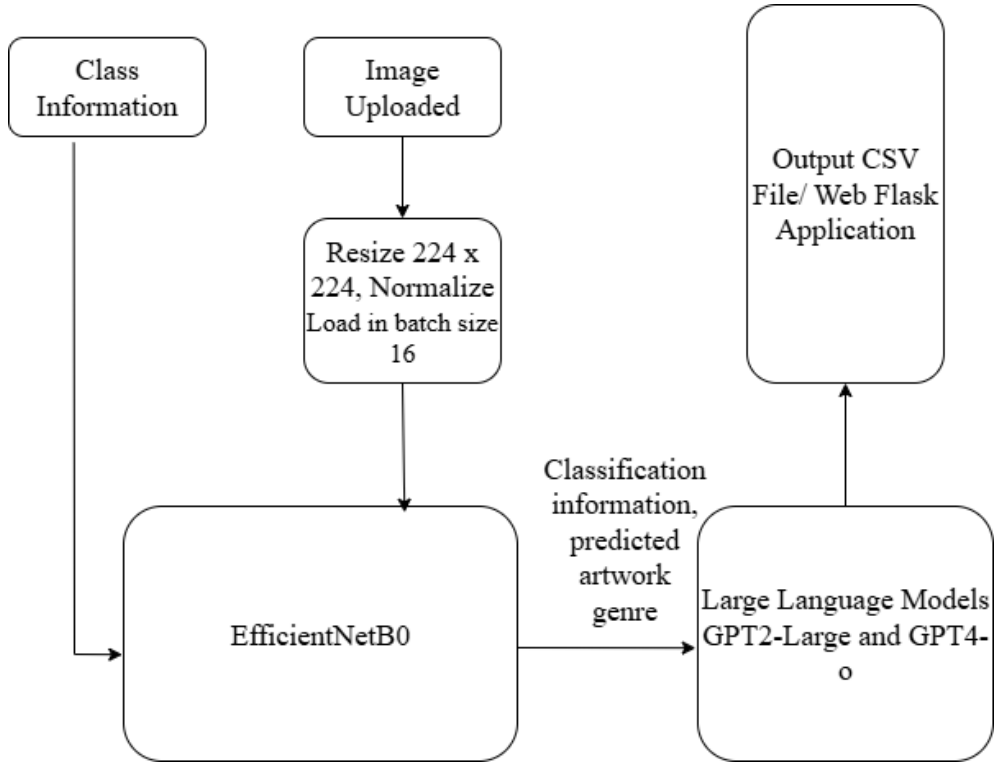 Class
Information
Image
Uploaded
Output CSV
File/ Web Flask
Application
Resize 224 x
224, Normalize
Load in batch size
16
Classification
information,
predicted
artwork
genre
EfficientNetB0
Large Language Models
GPT2-Large and GPT4-
o